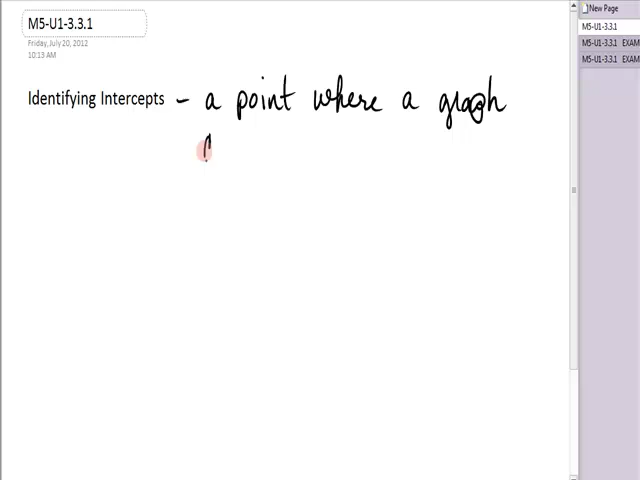 M5-U1-3.3.1
Friday, July 20, 2012
10:13 AM
Identifying Intercepts - a point where a graph
New Page
M5-U1-3.3.1
M5-U1-3.3.1 EXAM
M5-U1-3.3.1 EXAM